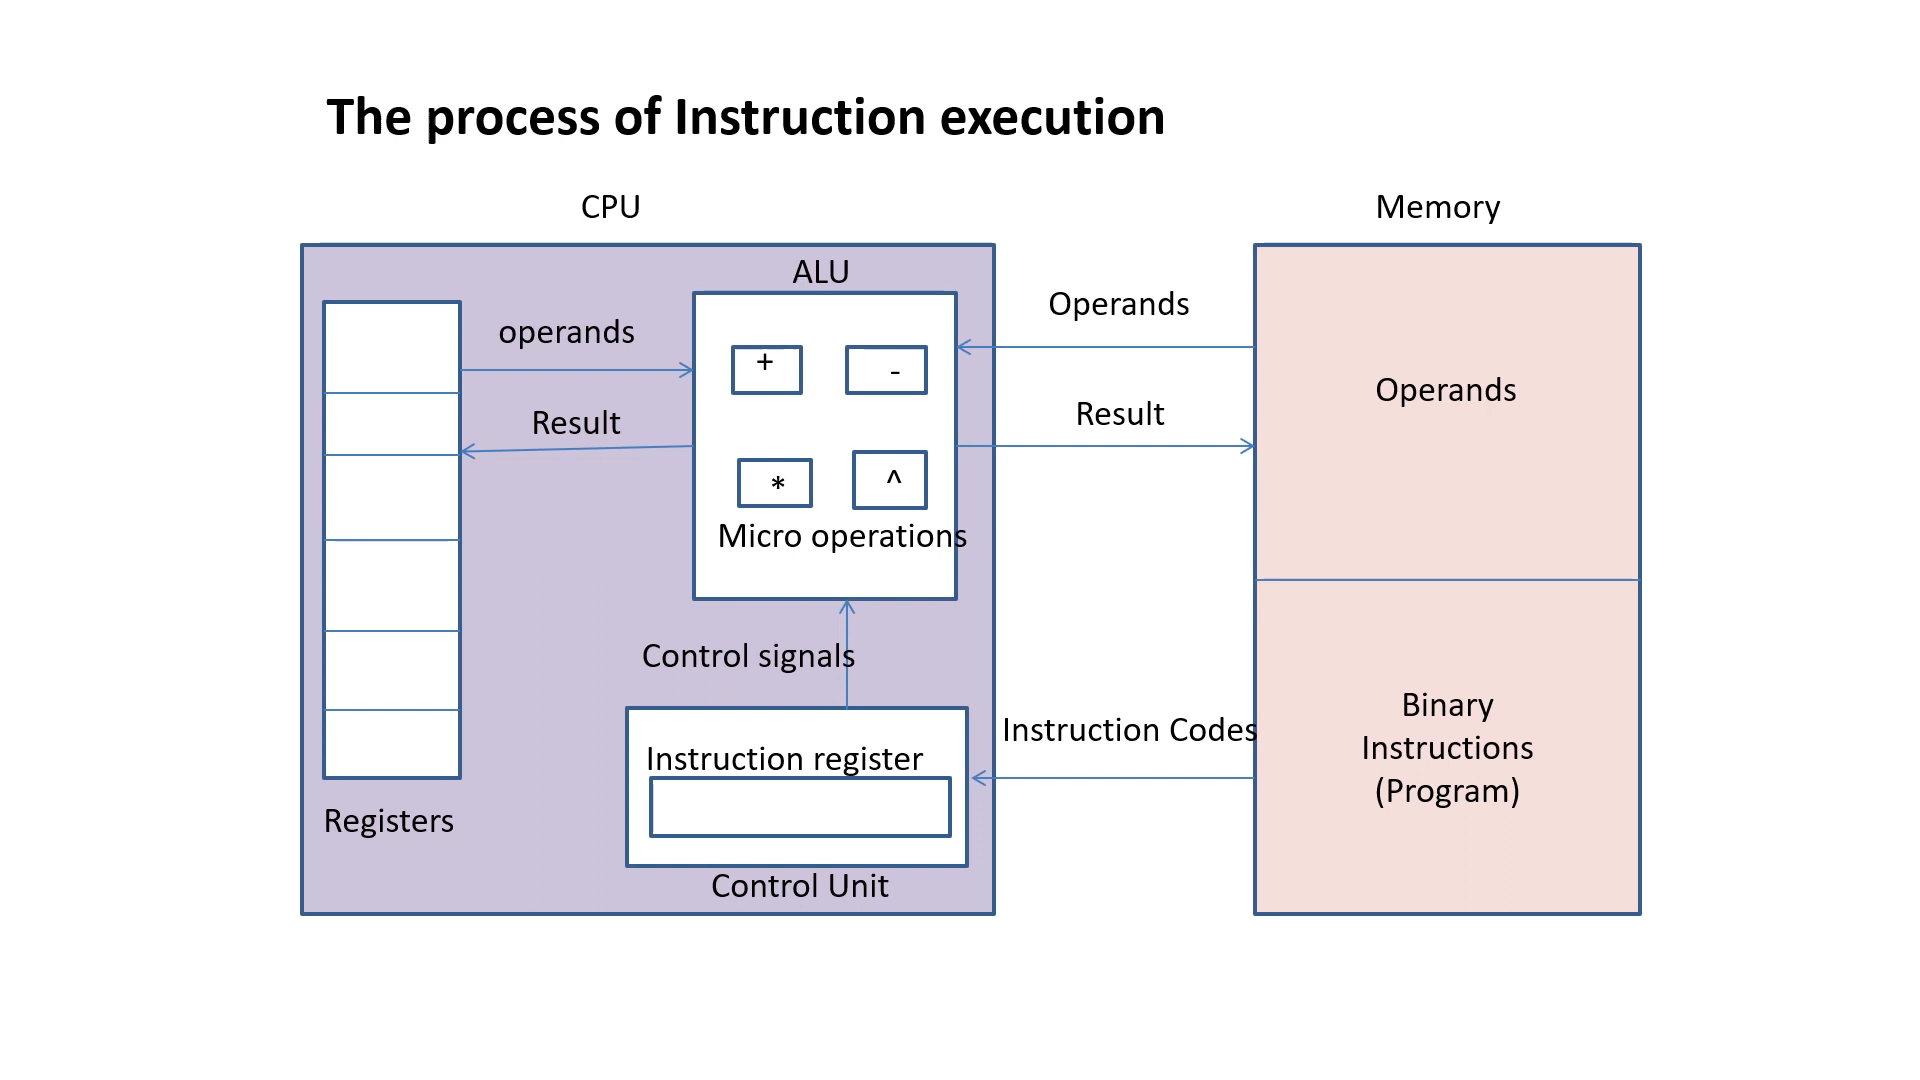 The process of Instruction execution
CPU
Memory
ALU
operands
Operands
+
-
Operands
Result
Result
*
^
Micro operations
Control signals
Instruction Codes
Binary
Instructions
(Program)
Instruction register
Registers
Control Unit